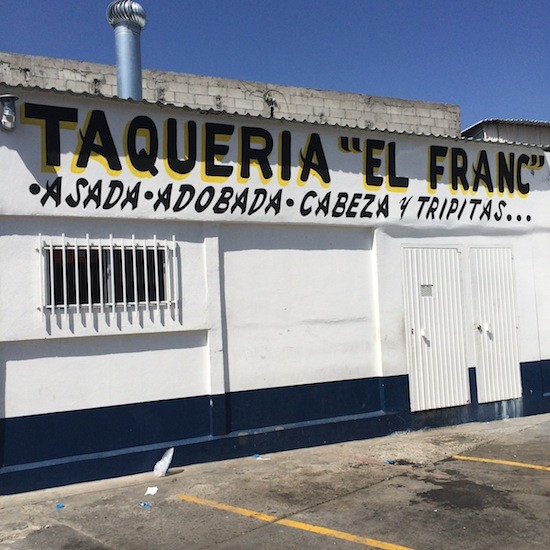 TAQUERIA "EL FRANC"
•ASADA•ADOBADA•CABEZA Y TRIPITAS...